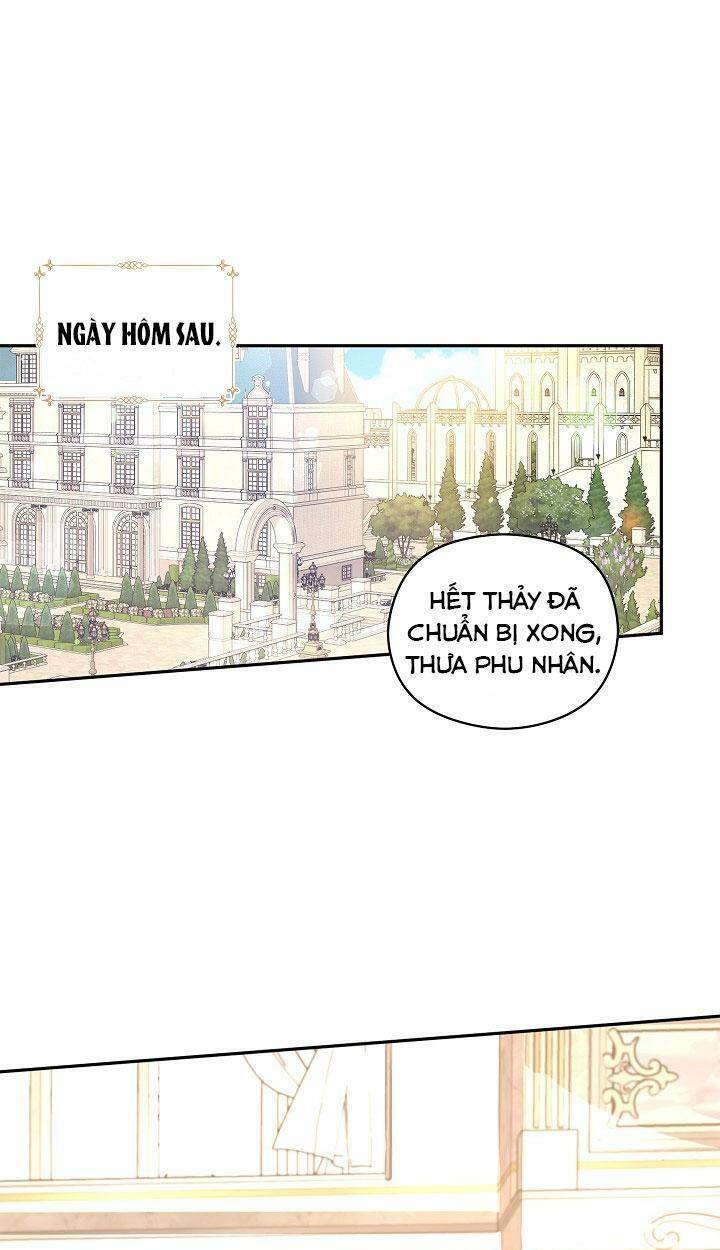 NGÀY HÔM SAU.
HẾT THẢY ĐÃ
CHUẨN BỊ XONG,
THƯA PHU NHÂN.